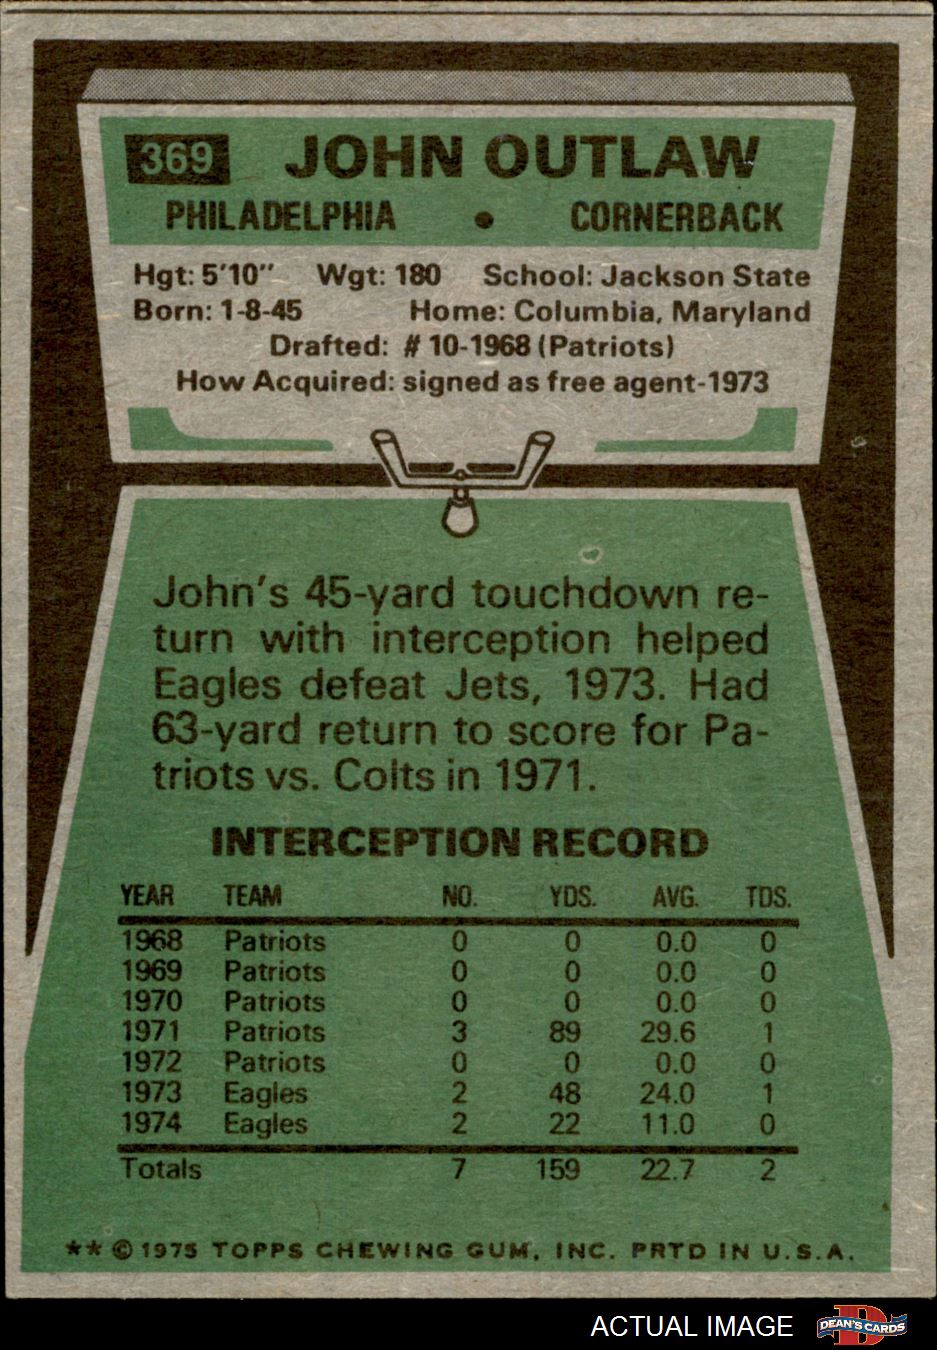 369 JOHN OUTLAW
PHILADELPHIA • CORNERBACK
Hgt: 5'10" Wgt: 180 School: Jackson State
Born: 1-8-45 Home: Columbia, Maryland
Drafted: # 10-1968 (Patriots)
How Acquired: signed as free agent-1973
John's 45-yard touchdown re-
turn with interception helped
Eagles defeat Jets, 1973. Had
63-yard return to score for Pa-
triots vs. Colts in 1971.
INTERCEPTION RECORD
YEAR TEAM NO. YDS. AVG. TDS.
1968 Patriots 0 0 0.0 0
1969 Patriots 0 0 0.0 0
1970 Patriots 0 0 0.0 0
1971 Patriots 3 89 29.6 1
1972 Patriots 0 0 0.0 0
1973 Eagles 2 48 24.0 1
1974 Eagles 2 22 11.0 0
Totals 7 159 22.7 2
** © 1975 TOPPS CHEWING GUM, INC. PRTD IN U.S.A.
ACTUAL IMAGE D DEAN'S CARDS